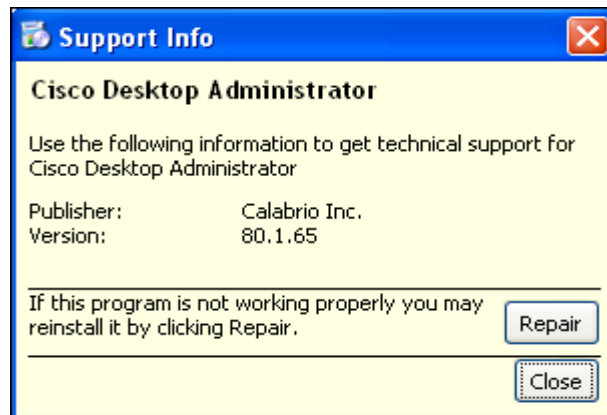 Support Info
Cisco Desktop Administrator
Use the following information to get technical support for
Cisco Desktop Administrator
Publisher: Calabrio Inc.
Version: 80.1.65
If this program is not working properly you may
reinstall it by clicking Repair.
Repair
Close